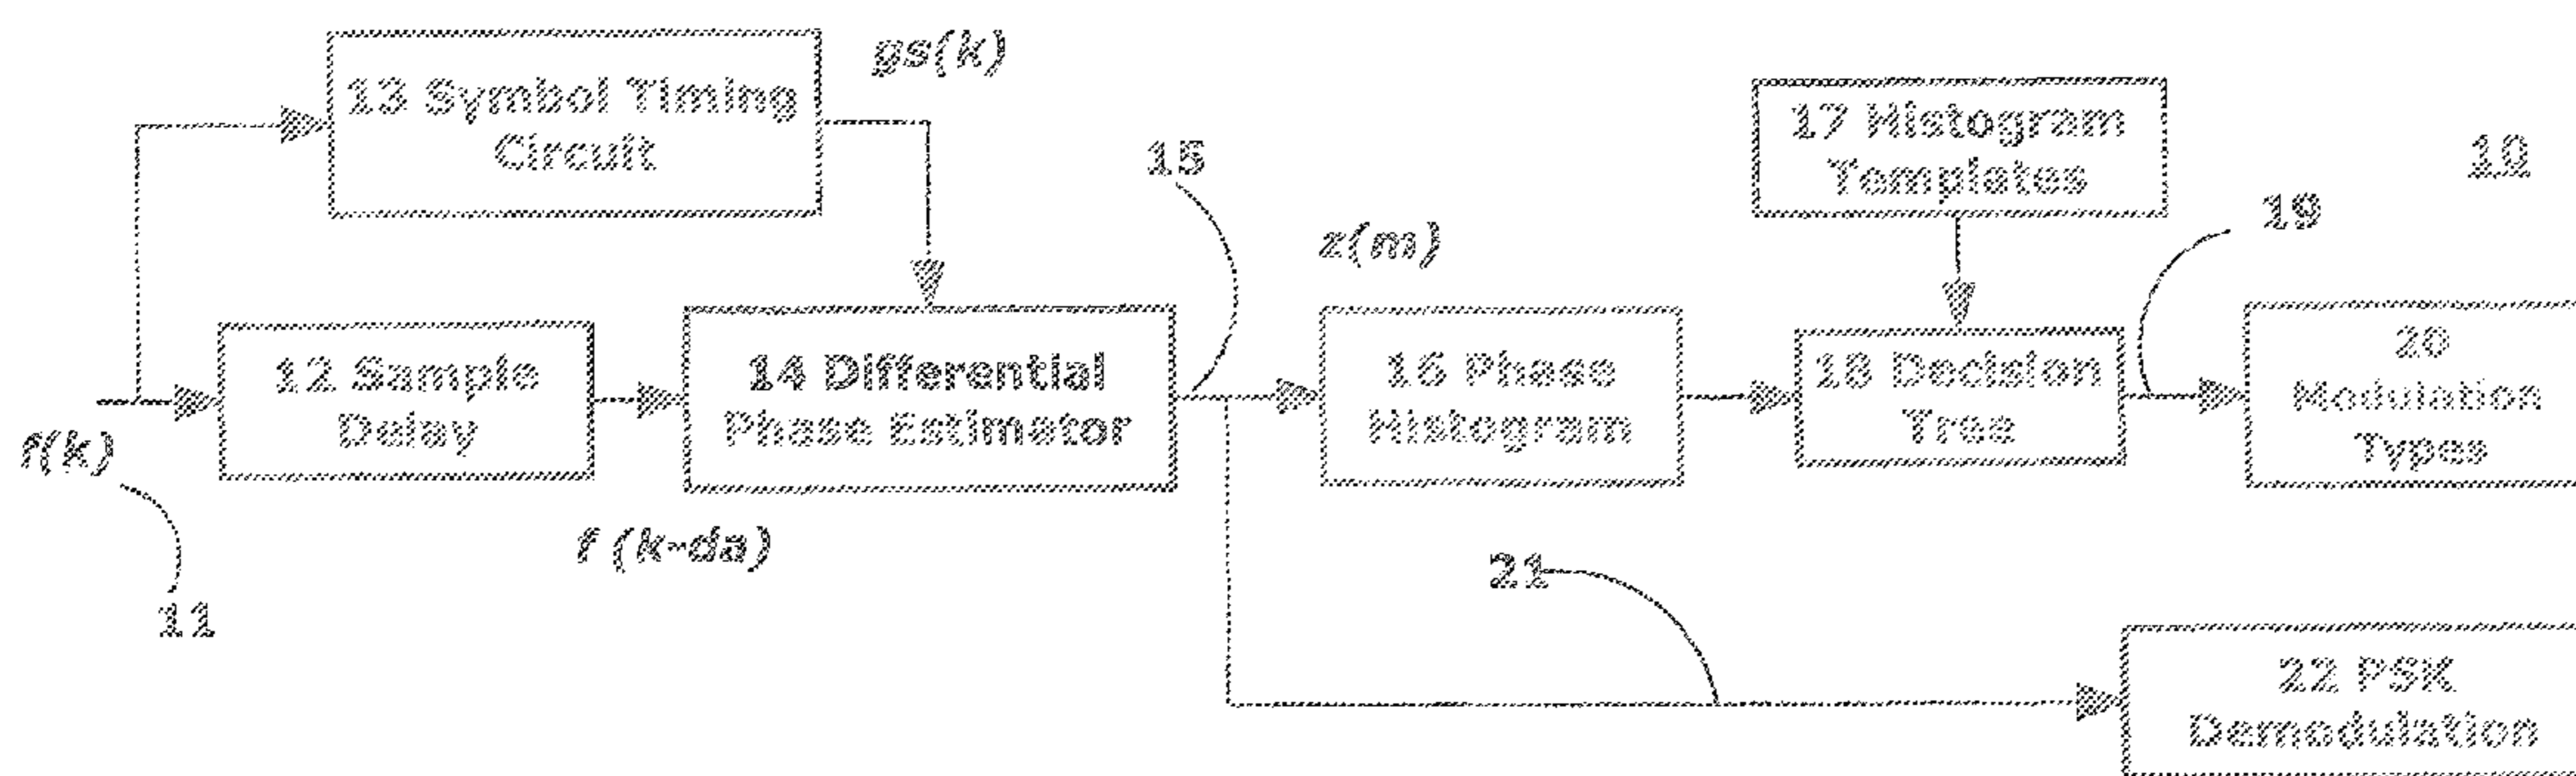 gs(k)
13 Symbol Timing
Circuit
17 Histogram
Templates
10
15
19
z(m)
12 Sample
Delay
14 Differential
Phase Estimator
16 Phase
Histogram
18 Decision
Tree
20
Modulation
Types
f(k)
f (k-da)
11
21
22 PSK
Demodulation